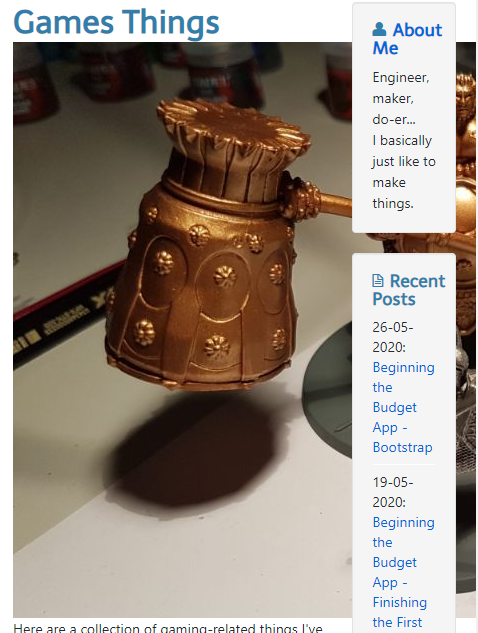 Games Things
About
Me
Engineer,
maker,
do-er...
I basically
just like to
make
things.
Recent
Posts
26-05-
2020:
Beginning
the
Budget
App -
Bootstrap
19-05-
2020:
Beginning
the
Budget
App -
Finishing
the First
Here are a collection of gaming-related things I've